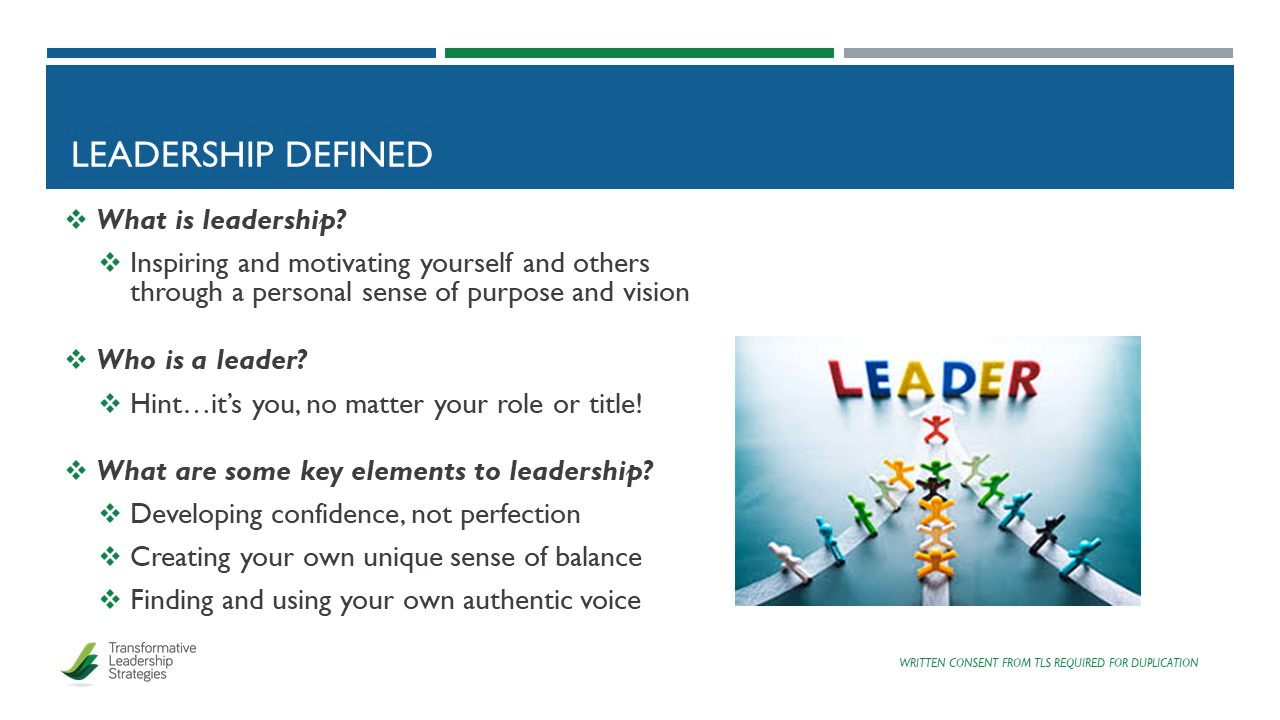 LEADERSHIP DEFINED
What is leadership?
Inspiring and motivating yourself and others
through a personal sense of purpose and vision
Who is a leader?
Hint…it's you, no matter your role or title!
What are some key elements to leadership?
Developing confidence, not perfection
Creating your own unique sense of balance
Finding and using your own authentic voice
LEADER
Transformative
Leadership
Strategies
WRITTEN CONSENT FROM TLS REQUIRED FOR DUPLICATION